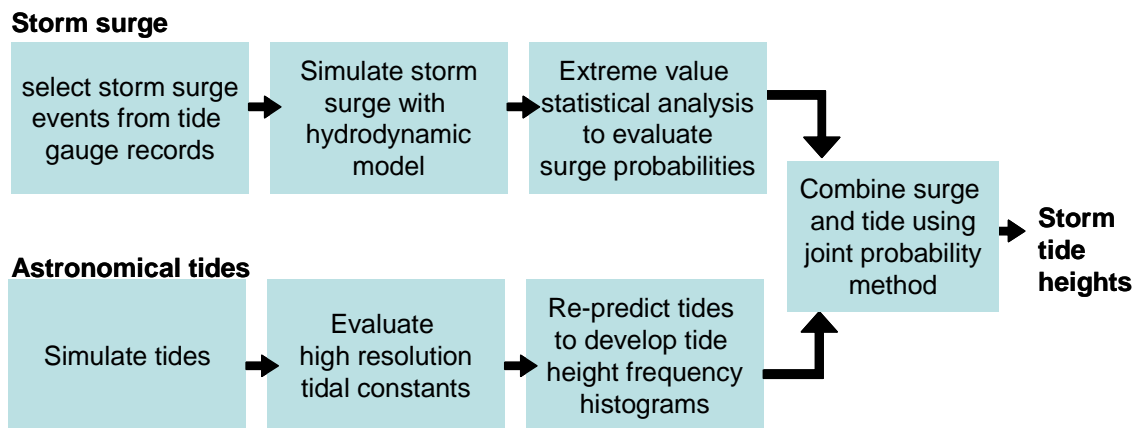 Storm surge
select storm surge
events from tide
gauge records
Simulate storm
surge with
hydrodynamic
model
Extreme value
statistical analysis
to evaluate
surge probabilities
Combine surge
and tide using
joint probability
method
Storm
tide
heights
Astronomical tides
Simulate tides
Evaluate
high resolution
tidal constants
Re-predict tides
to develop tide
height frequency
histograms